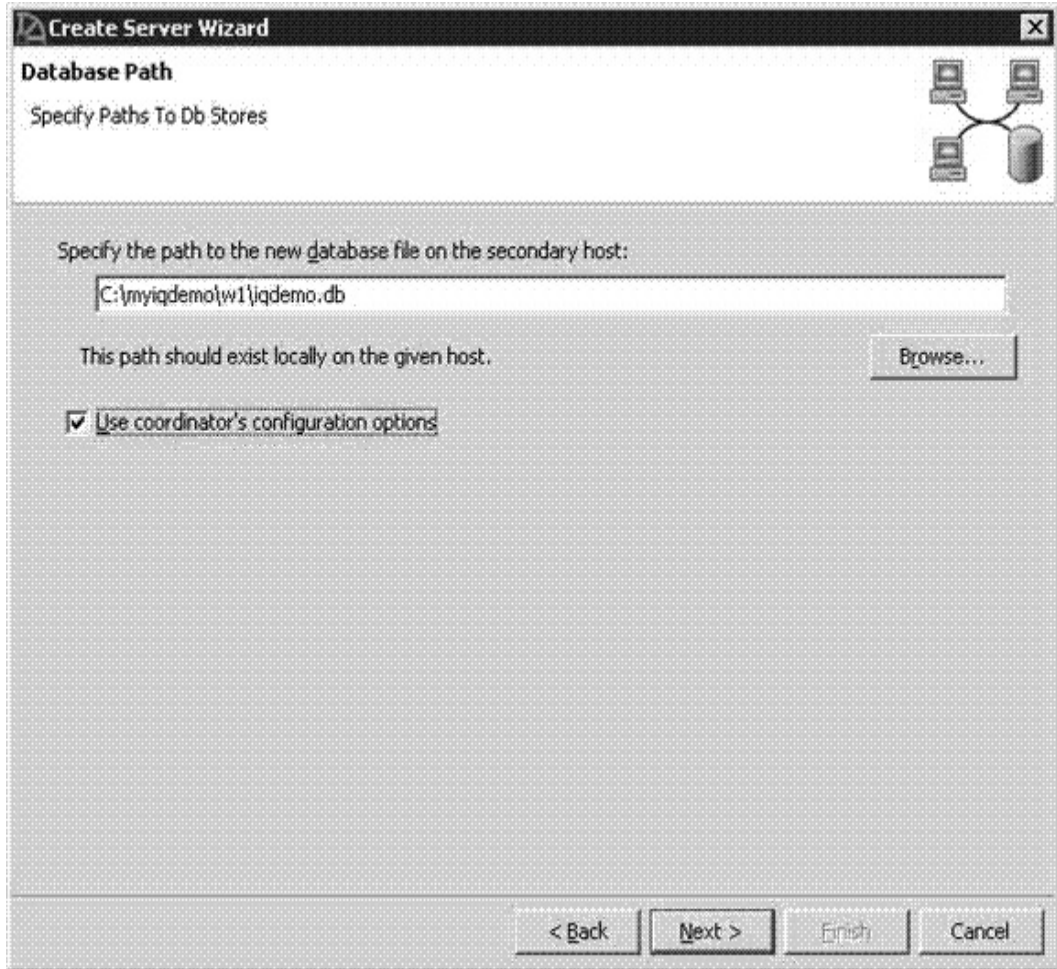 Create Server Wizard
Database Path
Specify Paths To Db Stores
Specify the path to the new database file on the secondary host:
C:\myiqdemo\w1\iqdemo.db
This path should exist locally on the given host.
Browse...
Use coordinator's configuration options
< Back
Next >
Finish
Cancel